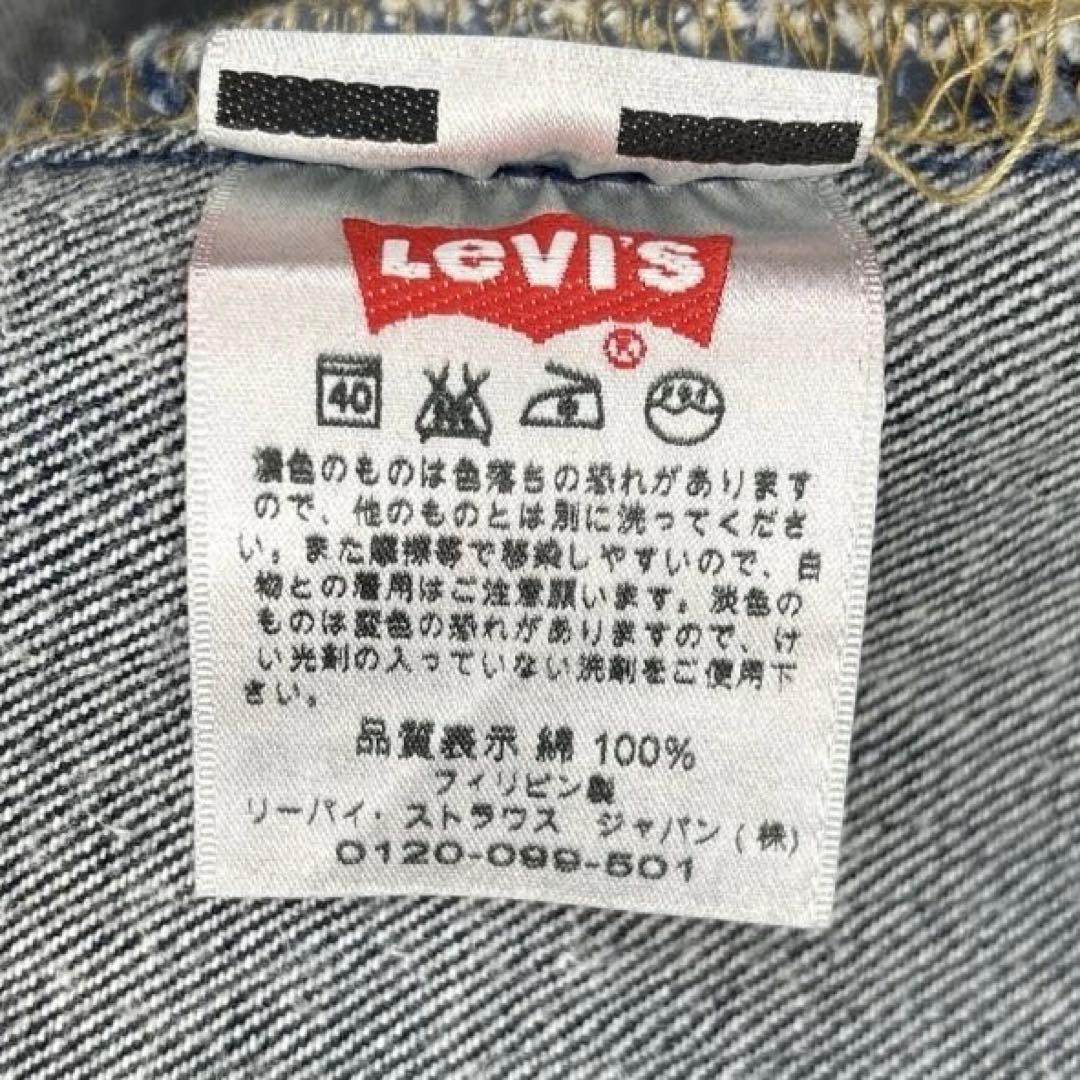 LEVI'S
®
40
濃色のものは色落ちの恐れがあります
ので、他のものとは別に洗ってくださ
い。また摩擦等で移染しやすいので、白
物との着用はご注意願います。淡色の
ものは変色の恐れがありますので、け
い光剤の入っていない洗剤をご使用下
さい。
品質表示 綿 100%
フィリピン製
リーバイ・ストラウス ジャパン(株)
0120-099-501